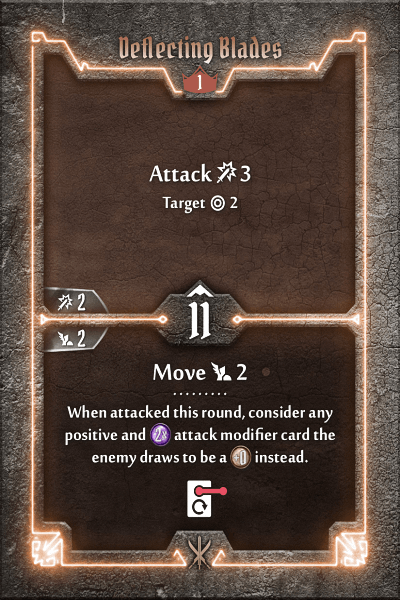 Deflecting Blades
1
Attack 3
Target 2
2
11
2
Move 2
When attacked this round, consider any
positive and 2x attack modifier card the
enemy draws to be a +0 instead.